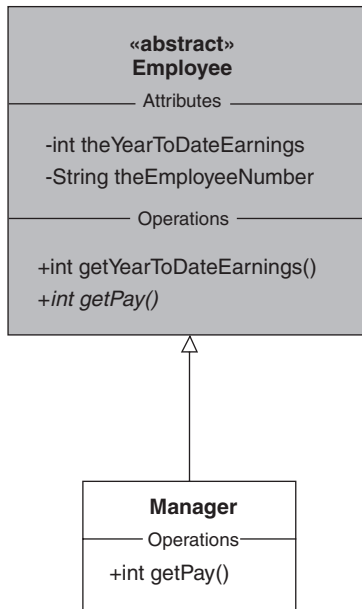 «abstract»
Employee
Attributes
-int theYearToDateEarnings
-String theEmployeeNumber
Operations
+int getYearToDateEarnings()
+int getPay()
Manager
Operations
+int getPay()